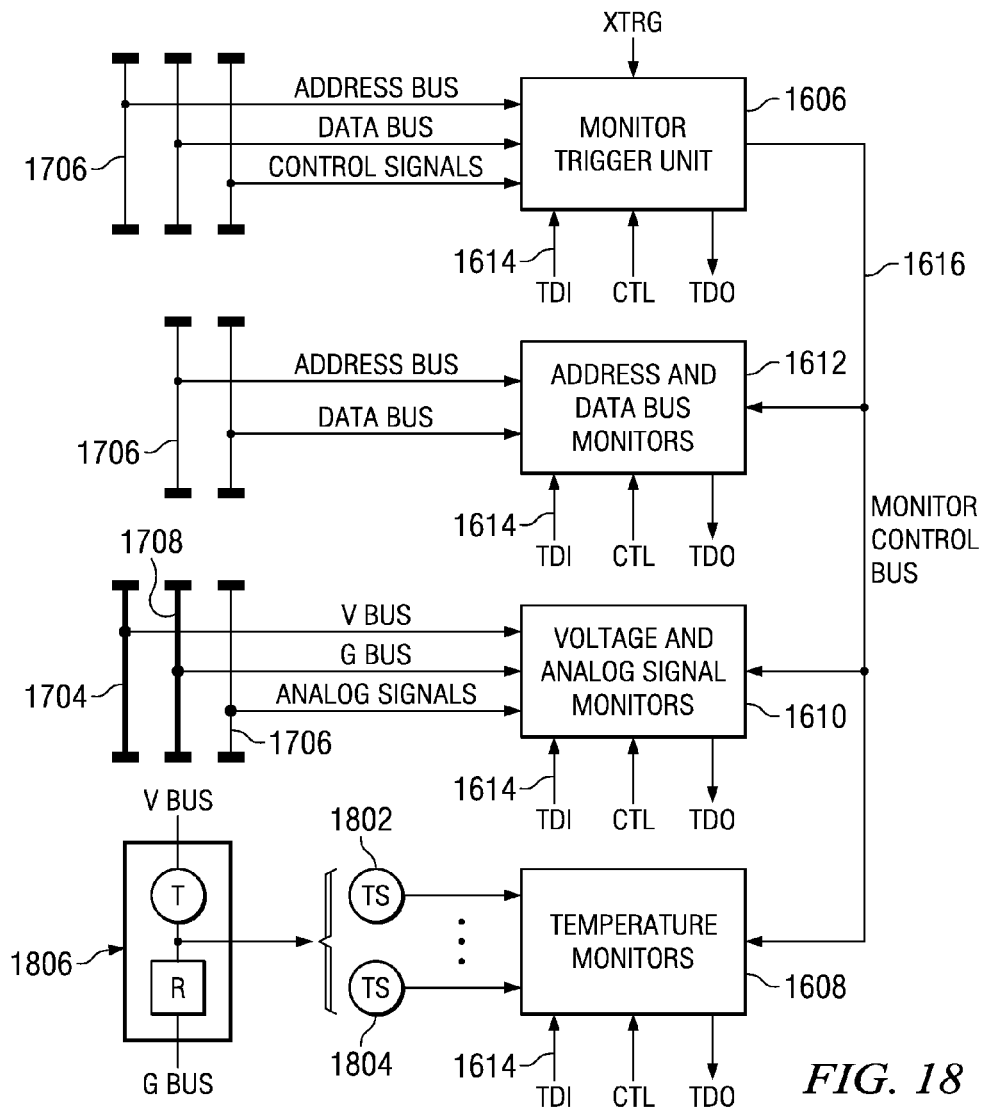 XTRG
ADDRESS BUS
DATA BUS
CONTROL SIGNALS
1706
MONITOR
TRIGGER UNIT
1606
1614
TDI
CTL
TDO
1616
ADDRESS BUS
DATA BUS
1706
ADDRESS AND
DATA BUS
MONITORS
1612
1614
TDI
CTL
TDO
MONITOR
CONTROL
BUS
1708
V BUS
G BUS
ANALOG SIGNALS
1704
1706
VOLTAGE AND
ANALOG SIGNAL
MONITORS
1610
1614
TDI
CTL
TDO
V BUS
T
R
1806
G BUS
1802
TS
TS
1804
TEMPERATURE
MONITORS
1608
1614
TDI
CTL
TDO
FIG. 18